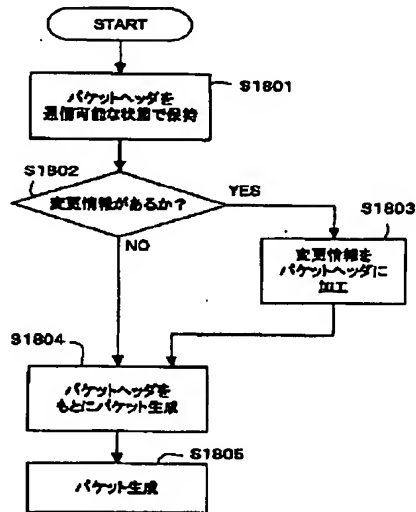 START
パケットヘッダを
通信可能な状態で保持
S1801
S1802
変更情報があるか?
YES
NO
S1803
変更情報を
パケットヘッダに
加工
S1804
パケットヘッダを
もとにパケット生成
S1805
パケット生成